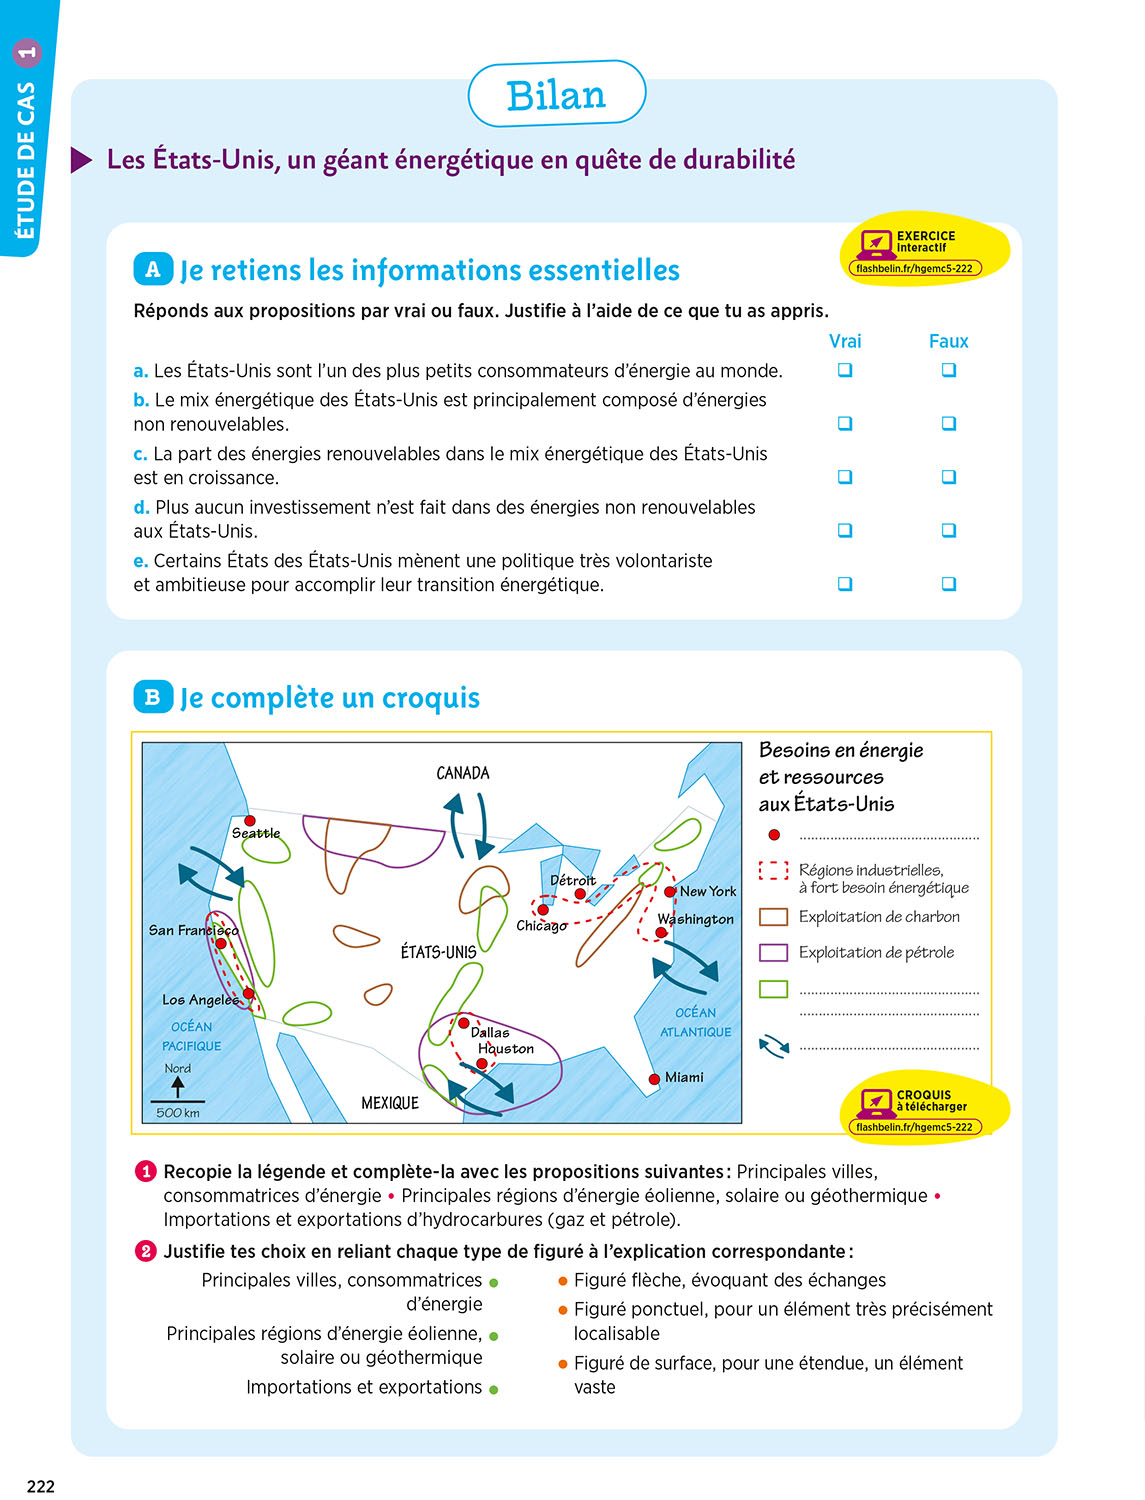 ÉTUDE DE CAS 1
Bilan
Les États-Unis, un géant énergétique en quête de durabilité
EXERCICE
interactif
flashbelin.fr/hgemc5-222
A Je retiens les informations essentielles
Réponds aux propositions par vrai ou faux. Justifie à l'aide de ce que tu as appris.
Vrai Faux
a. Les États-Unis sont l'un des plus petits consommateurs d'énergie au monde.
b. Le mix énergétique des États-Unis est principalement composé d'énergies
non renouvelables.
c. La part des énergies renouvelables dans le mix énergétique des États-Unis
est en croissance.
d. Plus aucun investissement n'est fait dans des énergies non renouvelables
aux États-Unis.
e. Certains États des États-Unis mènent une politique très volontariste
et ambitieuse pour accomplir leur transition énergétique.
B Je complète un croquis
CANADA
Seattle
Détroit
New York
Chicago
Washington
San Francisco
ÉTATS-UNIS
Los Angeles
OCÉAN
PACIFIQUE
OCÉAN
ATLANTIQUE
Dallas
Houston
Miami
MEXIQUE
Nord
500 km
Besoins en énergie
et ressources
aux États-Unis
Régions industrielles,
à fort besoin énergétique
Exploitation de charbon
Exploitation de pétrole
CROQUIS
à télécharger
flashbelin.fr/hgemc5-222
1 Recopie la légende et complète-la avec les propositions suivantes : Principales villes,
consommatrices d'énergie • Principales régions d'énergie éolienne, solaire ou géothermique •
Importations et exportations d'hydrocarbures (gaz et pétrole).
2 Justifie tes choix en reliant chaque type de figuré à l'explication correspondante :
Principales villes, consommatrices •
d'énergie
Principales régions d'énergie éolienne, •
solaire ou géothermique
Importations et exportations •
• Figuré flèche, évoquant des échanges
• Figuré ponctuel, pour un élément très précisément
localisable
• Figuré de surface, pour une étendue, un élément
vaste
222